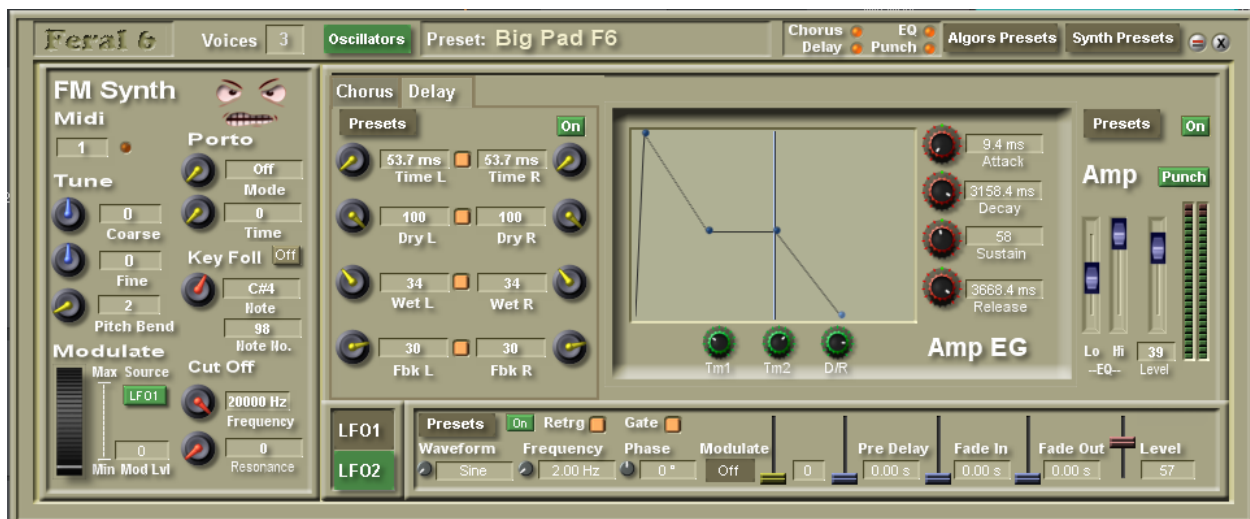 Feral 6
Voices 3
Oscillators
Preset: Big Pad F6
Chorus EQ
Delay Punch
Algors Presets
Synth Presets
X
FM Synth
Midi
1
Tune
0
Coarse
0
Fine
2
Pitch Bend
Modulate
Max Source
LFO1
0
Min Mod Lvl
Porto
Off
Mode
0
Time
Key Foll Off
C#4
Note
98
Note No.
Cut Off
20000 Hz
Frequency
0
Resonance
Chorus Delay
Presets On
53.7 ms 53.7 ms
Time L Time R
100 100
Dry L Dry R
34 34
Wet L Wet R
30 30
Fbk L Fbk R
9.4 ms
Attack
3158.4 ms
Decay
58
Sustain
3668.4 ms
Release
Tm1 Tm2 D/R
Amp EG
Presets On
Amp Punch
Lo Hi 39
--EQ-- Level
LFO1
LFO2
Presets On Retrg Gate
Waveform Frequency Phase Modulate Pre Delay Fade In Fade Out Level
Sine 2.00 Hz 0 ° Off 0 0.00 s 0.00 s 0.00 s 57